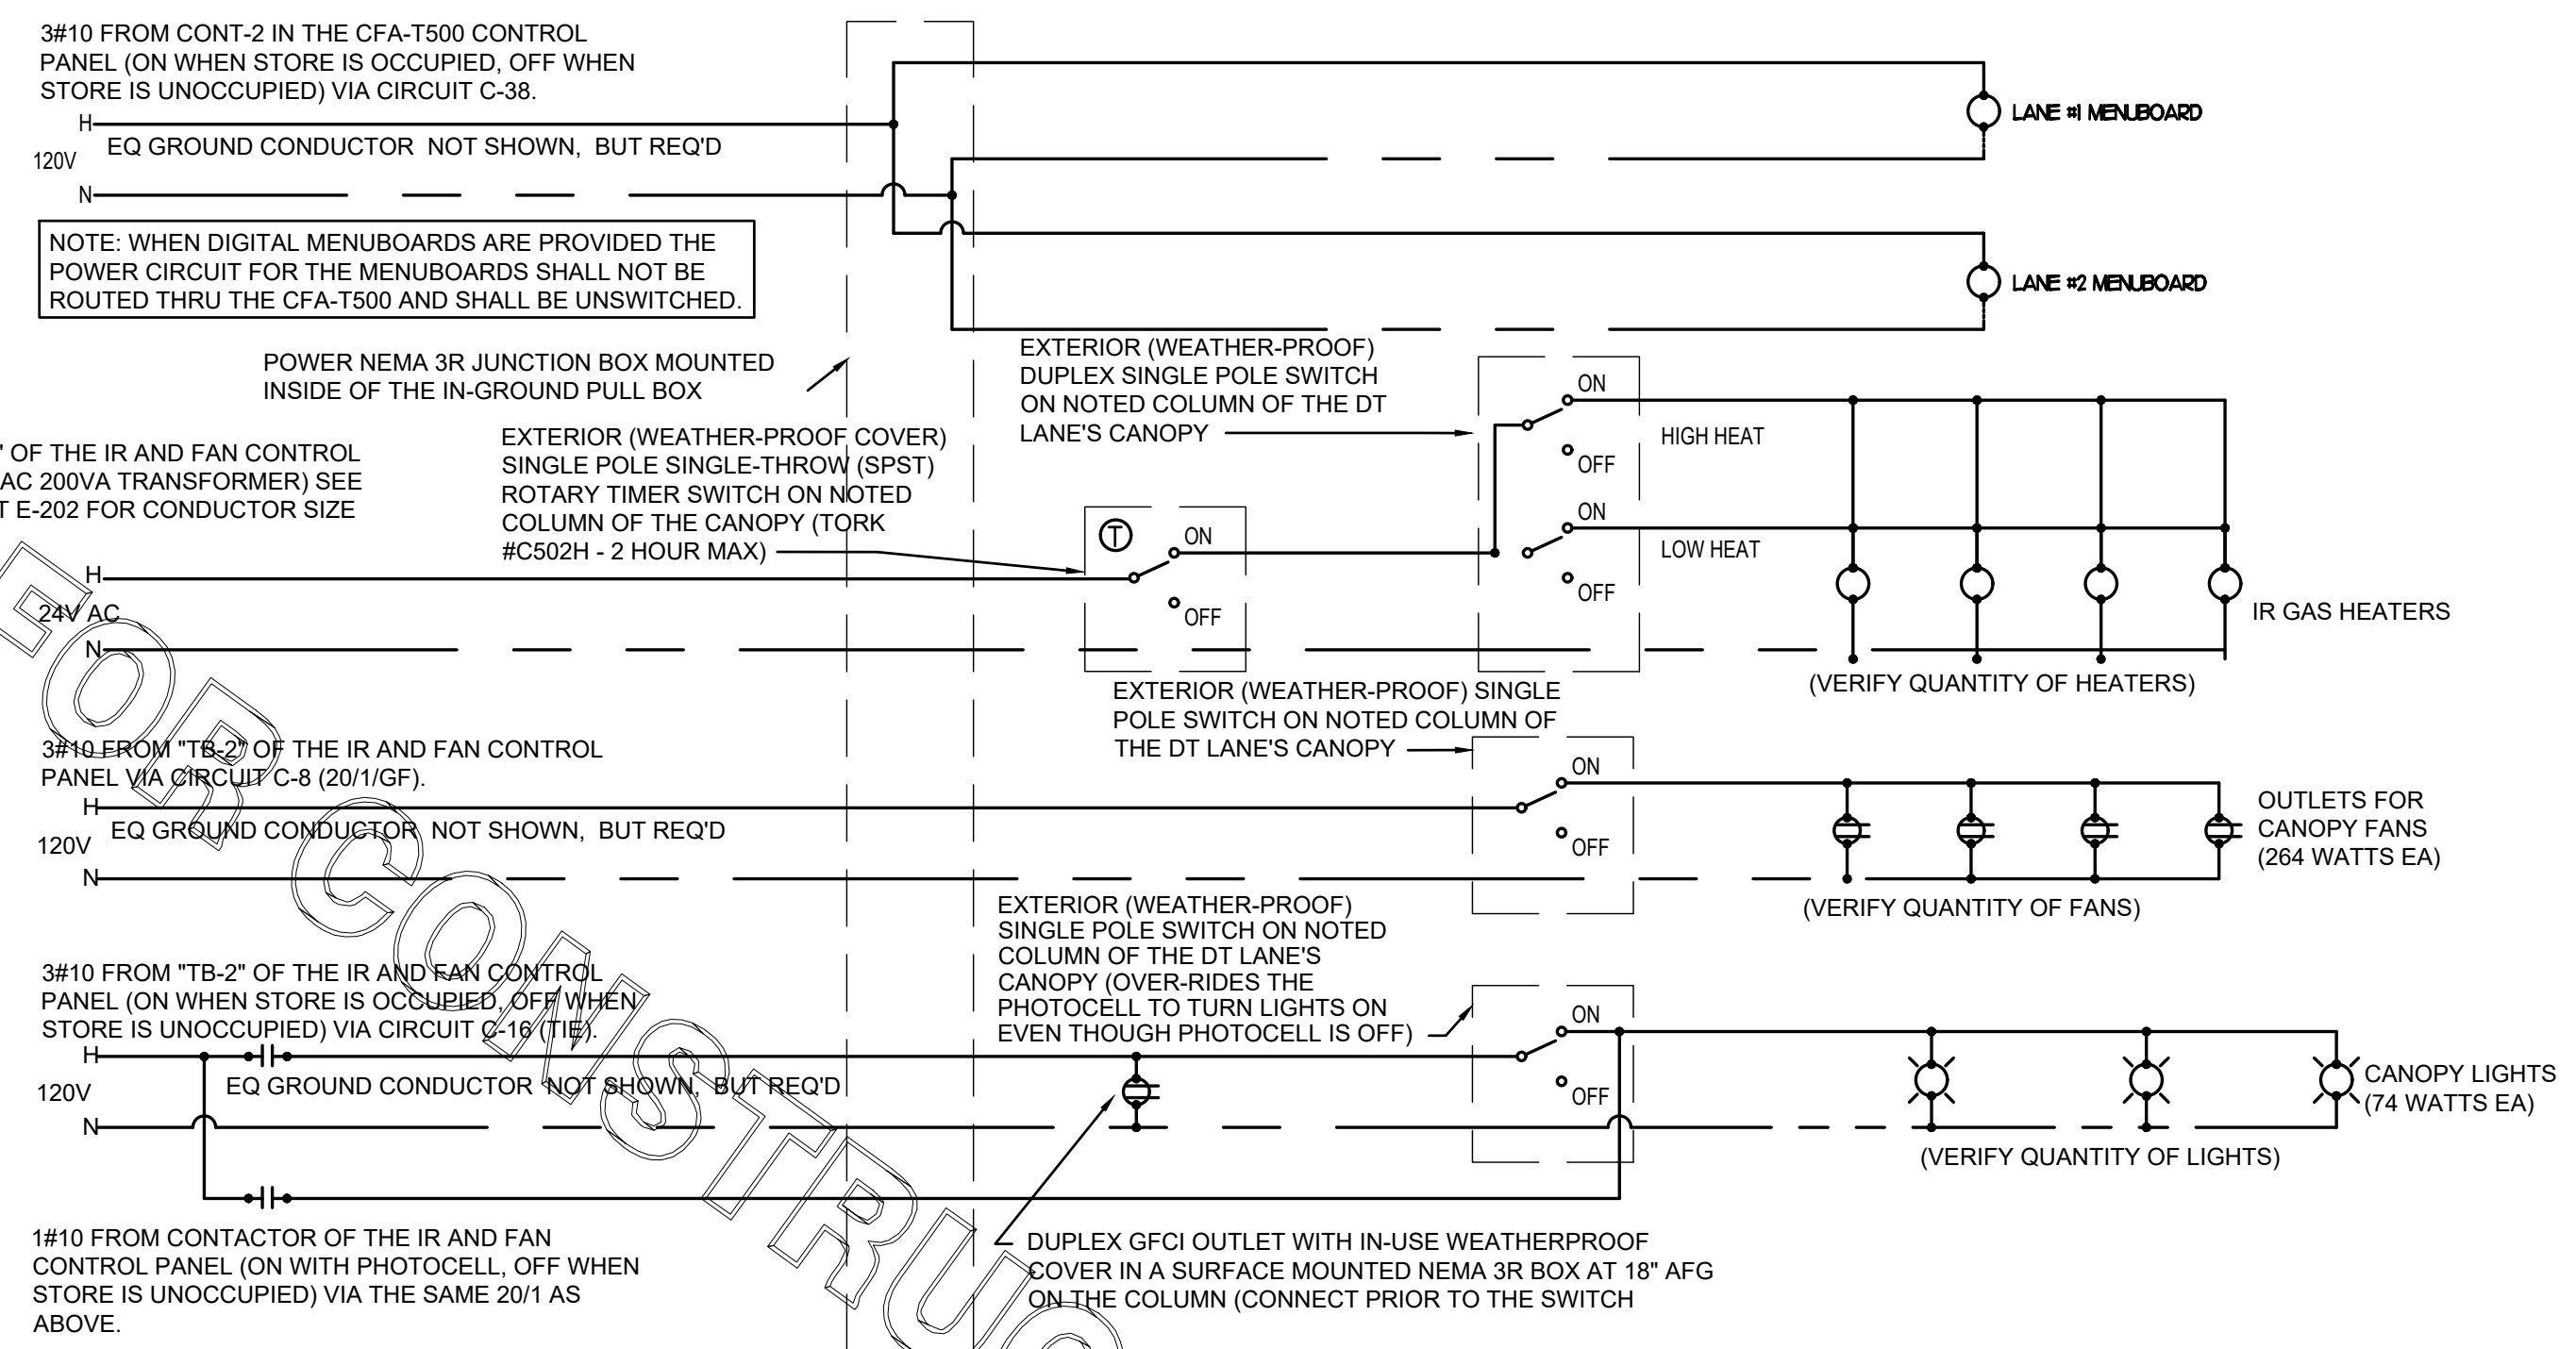 3#10 FROM CONT-2 IN THE CFA-T500 CONTROL
PANEL (ON WHEN STORE IS OCCUPIED, OFF WHEN
STORE IS UNOCCUPIED) VIA CIRCUIT C-38.
H
EQ GROUND CONDUCTOR NOT SHOWN, BUT REQ'D
120V
N
LANE #1 MENUBOARD
NOTE: WHEN DIGITAL MENUBOARDS ARE PROVIDED THE
POWER CIRCUIT FOR THE MENUBOARDS SHALL NOT BE
ROUTED THRU THE CFA-T500 AND SHALL BE UNSWITCHED.
LANE #2 MENUBOARD
POWER NEMA 3R JUNCTION BOX MOUNTED
INSIDE OF THE IN-GROUND PULL BOX
EXTERIOR (WEATHER-PROOF)
DUPLEX SINGLE POLE SWITCH
ON NOTED COLUMN OF THE DT
LANE'S CANOPY
" OF THE IR AND FAN CONTROL
AC 200VA TRANSFORMER) SEE
T E-202 FOR CONDUCTOR SIZE
EXTERIOR (WEATHER-PROOF COVER)
SINGLE POLE SINGLE-THROW (SPST)
ROTARY TIMER SWITCH ON NOTED
COLUMN OF THE CANOPY (TORK
#C502H - 2 HOUR MAX)
T
ON
OFF
ON
HIGH HEAT
OFF
ON
LOW HEAT
OFF
H
24V AC
N
IR GAS HEATERS
(VERIFY QUANTITY OF HEATERS)
EXTERIOR (WEATHER-PROOF) SINGLE
POLE SWITCH ON NOTED COLUMN OF
THE DT LANE'S CANOPY
3#10 FROM "TB-2" OF THE IR AND FAN CONTROL
PANEL VIA CIRCUIT C-8 (20/1/GF).
H
EQ GROUND CONDUCTOR NOT SHOWN, BUT REQ'D
120V
N
ON
OFF
OUTLETS FOR
CANOPY FANS
(264 WATTS EA)
(VERIFY QUANTITY OF FANS)
EXTERIOR (WEATHER-PROOF)
SINGLE POLE SWITCH ON NOTED
COLUMN OF THE DT LANE'S
CANOPY (OVER-RIDES THE
PHOTOCELL TO TURN LIGHTS ON
EVEN THOUGH PHOTOCELL IS OFF)
3#10 FROM "TB-2" OF THE IR AND FAN CONTROL
PANEL (ON WHEN STORE IS OCCUPIED, OFF WHEN
STORE IS UNOCCUPIED) VIA CIRCUIT C-16 (TIE).
H
EQ GROUND CONDUCTOR NOT SHOWN, BUT REQ'D
120V
N
ON
OFF
CANOPY LIGHTS
(74 WATTS EA)
(VERIFY QUANTITY OF LIGHTS)
1#10 FROM CONTACTOR OF THE IR AND FAN
CONTROL PANEL (ON WITH PHOTOCELL, OFF WHEN
STORE IS UNOCCUPIED) VIA THE SAME 20/1 AS
ABOVE.
DUPLEX GFCI OUTLET WITH IN-USE WEATHERPROOF
COVER IN A SURFACE MOUNTED NEMA 3R BOX AT 18" AFG
ON THE COLUMN (CONNECT PRIOR TO THE SWITCH
FOR CONSTRUC